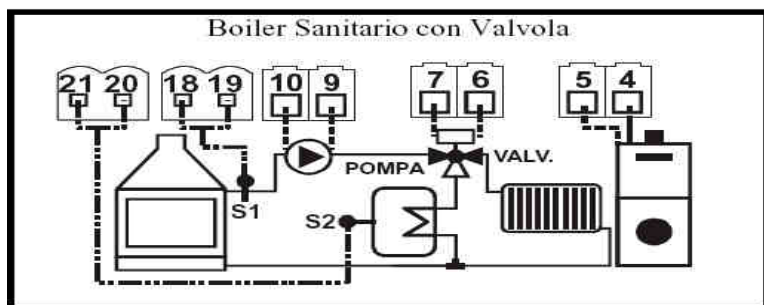 Boiler Sanitario con Valvola
21 20 18 19 10 9 7 6 5 4
POMPA VALV.
S1 S2